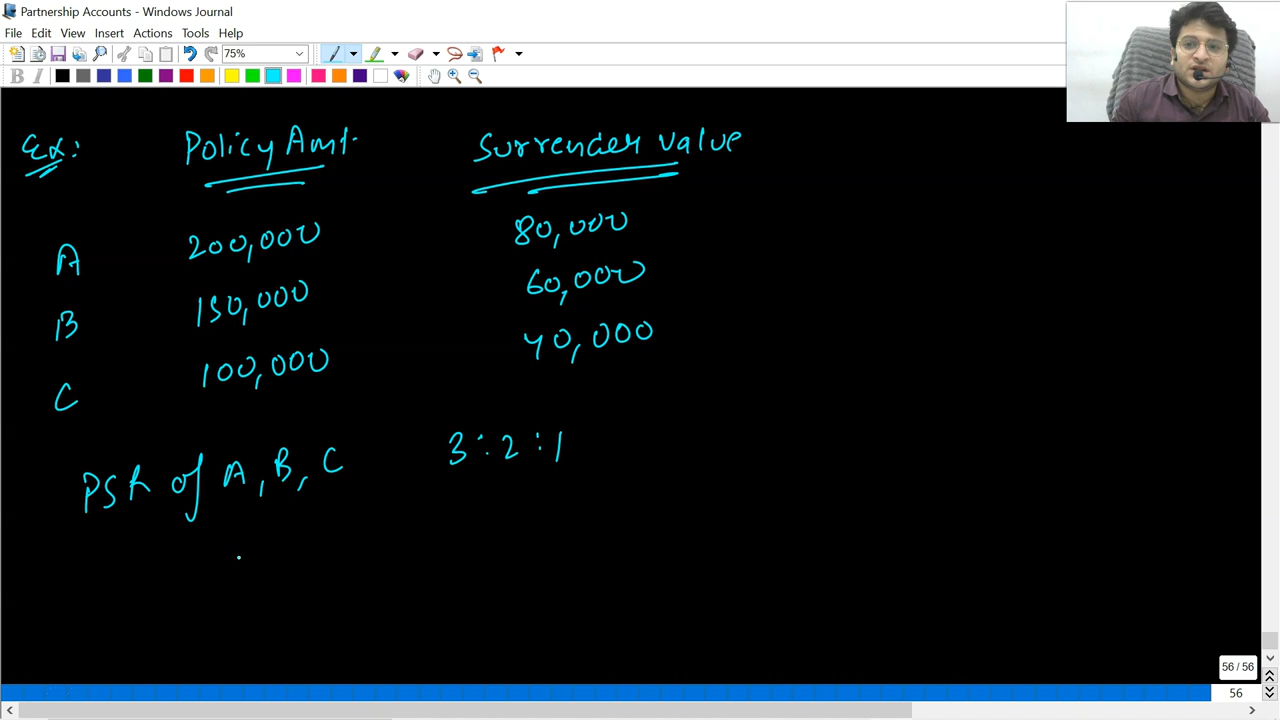 Partnership Accounts - Windows Journal
File Edit View Insert Actions Tools Help
75%
B I
Ex: Policy Amt. Surrender value
A 200,000 80,000
B 150,000 60,000
C 100,000 40,000
PSR of A, B, C 3:2:1
56/56
56